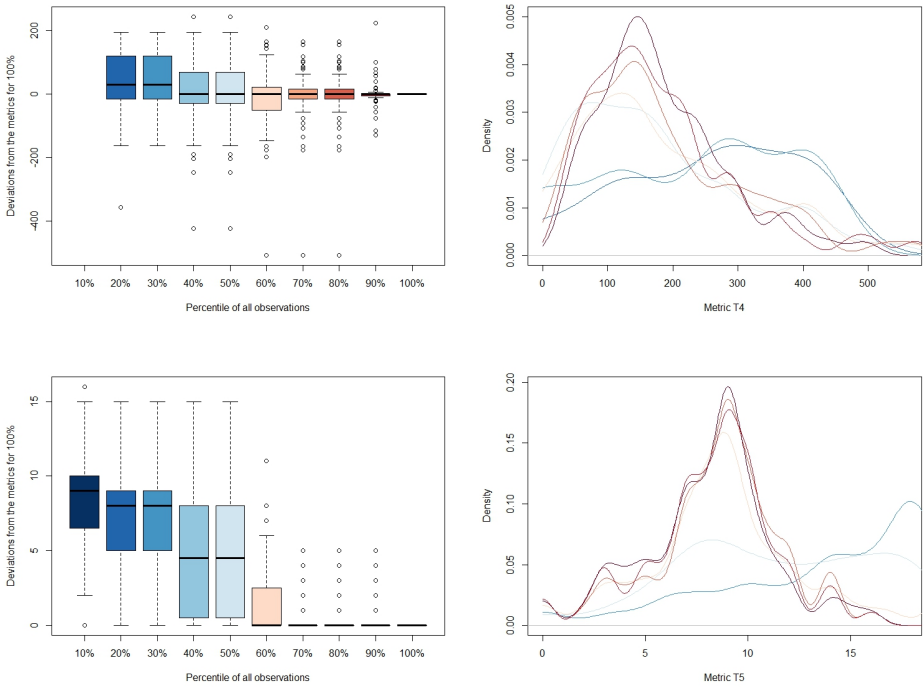 Deviations from the metrics for 100%
200
0
-200
-400
10% 20% 30% 40% 50% 60% 70% 80% 90% 100%
Percentile of all observations
Density
0.005
0.004
0.003
0.002
0.001
0.000
0 100 200 300 400 500
Metric T4
Deviations from the metrics for 100%
15
10
5
0
10% 20% 30% 40% 50% 60% 70% 80% 90% 100%
Percentile of all observations
Density
0.20
0.15
0.10
0.05
0.00
0 5 10 15
Metric T5